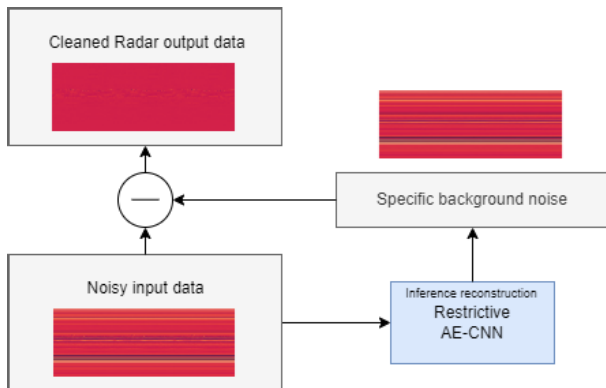 Cleaned Radar output data
Specific background noise
Noisy input data
Inference reconstruction
Restrictive
AE-CNN